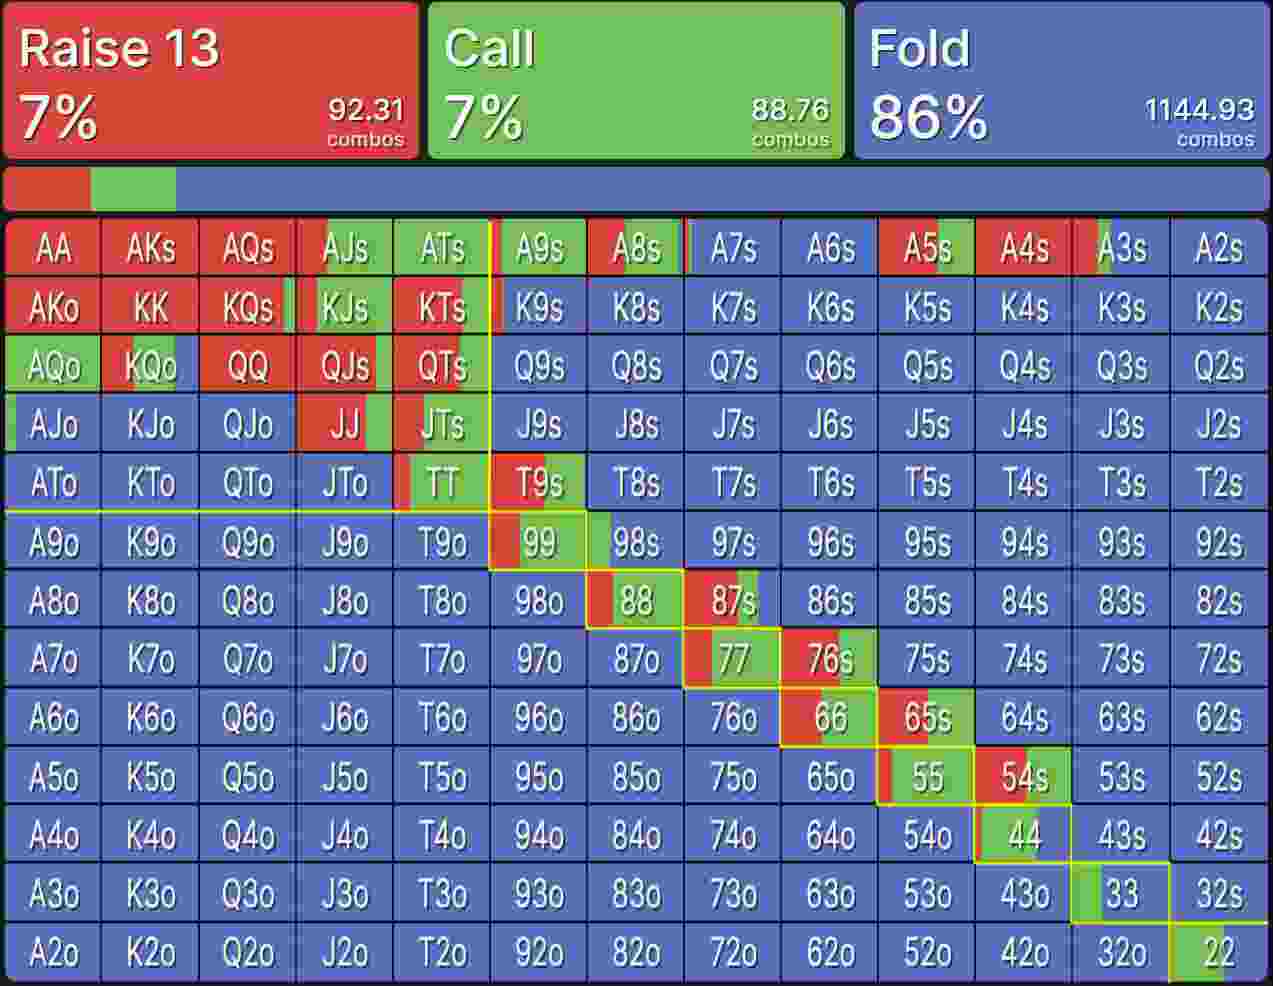 Raise 13 Call Fold
7% 92.31 combos 7% 88.76 combos 86% 1144.93 combos
AA AKs AQs AJs ATs A9s A8s A7s A6s A5s A4s A3s A2s
AKo KK KQs KJs KTs K9s K8s K7s K6s K5s K4s K3s K2s
AQo KQo QQ QJs QTs Q9s Q8s Q7s Q6s Q5s Q4s Q3s Q2s
AJo KJo QJo JJ JTs J9s J8s J7s J6s J5s J4s J3s J2s
ATo KTo QTo JTo TT T9s T8s T7s T6s T5s T4s T3s T2s
A9o K9o Q9o J9o T9o 99 98s 97s 96s 95s 94s 93s 92s
A8o K8o Q8o J8o T8o 98o 88 87s 86s 85s 84s 83s 82s
A7o K7o Q7o J7o T7o 97o 87o 77 76s 75s 74s 73s 72s
A6o K6o Q6o J6o T6o 96o 86o 76o 66 65s 64s 63s 62s
A5o K5o Q5o J5o T5o 95o 85o 75o 65o 55 54s 53s 52s
A4o K4o Q4o J4o T4o 94o 84o 74o 64o 54o 44 43s 42s
A3o K3o Q3o J3o T3o 93o 83o 73o 63o 53o 43o 33 32s
A2o K2o Q2o J2o T2o 92o 82o 72o 62o 52o 42o 32o 22